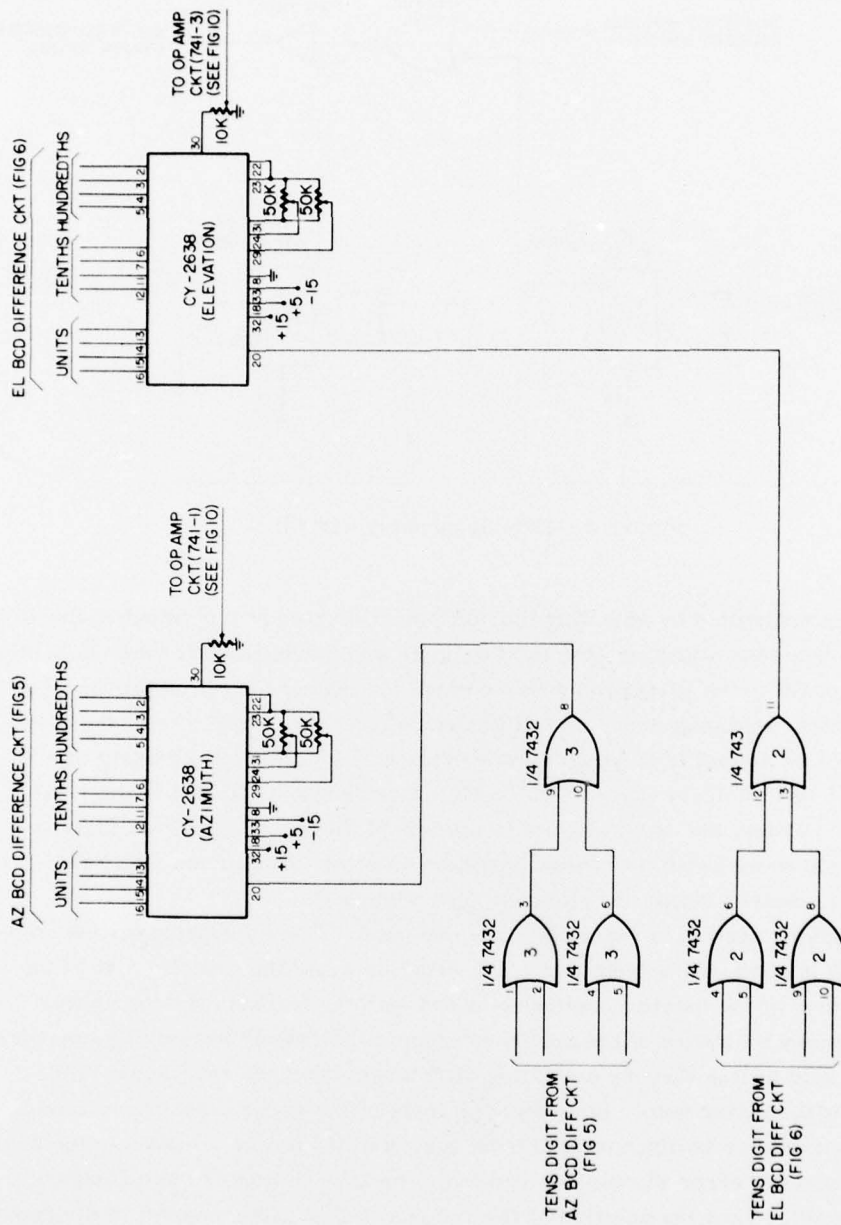 EL BCD DIFFERENCE CKT (FIG 6)
UNITS TENTHS HUNDREDTHS
16 15 14 13 12 11 7 6 5 4 3 2
CY-2638
(ELEVATION)
30
10K
TO OP AMP
CKT (741-3)
(SEE FIG 10)
20 32 18 33 8 29 24 31 23 22
+15
+5
-15
50K
50K
AZ BCD DIFFERENCE CKT (FIG 5)
UNITS TENTHS HUNDREDTHS
16 15 14 13 12 11 7 6 5 4 3 2
CY-2638
(AZIMUTH)
30
10K
TO OP AMP
CKT (741-1)
(SEE FIG 10)
20 32 18 33 8 29 24 31 23 22
+15
+5
-15
50K
50K
1/4 7432
1 2 3 3
1/4 7432
4 5 3 6
1/4 7432
9 10 3 8
TENS DIGIT FROM
AZ BCD DIFF CKT
(FIG 5)
1/4 7432
4 5 2 6
1/4 7432
9 10 2 8
1/4 743
12 13 2 11
TENS DIGIT FROM
EL BCD DIFF CKT
(FIG 6)